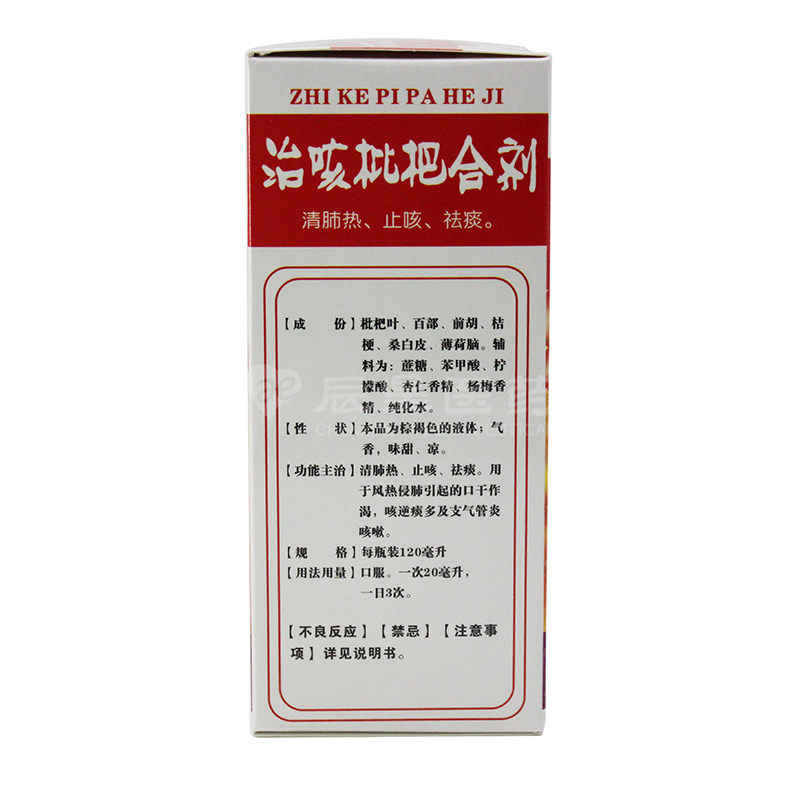 ZHI KE PI PA HE JI
治咳枇杷合剂
清肺热、止咳、祛痰。
【成 份】枇杷叶、百部、前胡、桔
梗、桑白皮、薄荷脑。辅
料为：蔗糖、苯甲酸、柠
檬酸、杏仁香精、杨梅香
精、纯化水。
【性 状】本品为棕褐色的液体；气
香，味甜、凉。
【功能主治】清肺热、止咳、祛痰。用
于风热侵肺引起的口干作
渴，咳逆痰多及支气管炎
咳嗽。
【规 格】每瓶装120毫升
【用法用量】口服。一次20毫升，
一日3次。
【不良反应】【禁忌】【注意事
项】详见说明书。